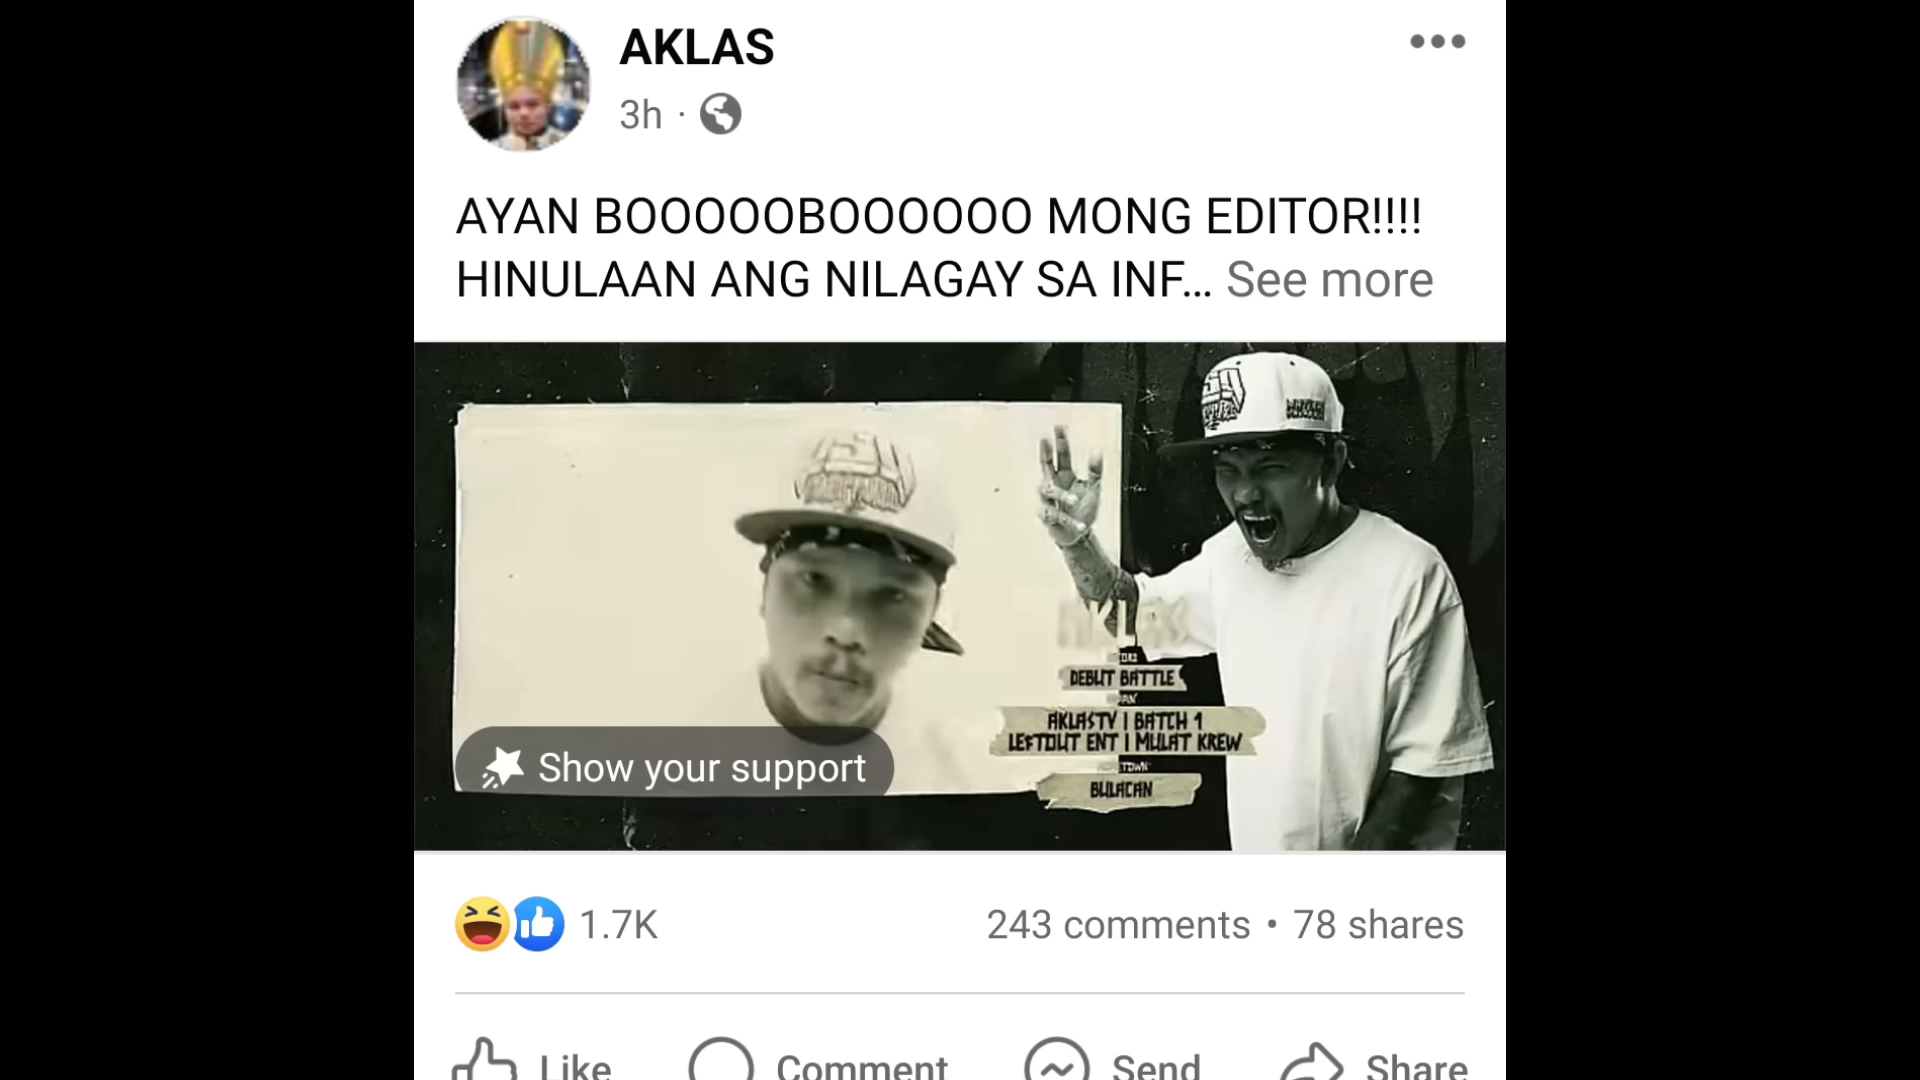 AKLAS
3h ·
AYAN BOOOOOBOOOOOO MONG EDITOR!!!!
HINULAAN ANG NILAGAY SA INF... See more
DEBUT BATTLE
AKLASTV | BATCH 1
LEFTOUT ENT | MULAT KREW
BULACAN
Show your support
1.7K
243 comments • 78 shares
Like
Comment
Send
Share